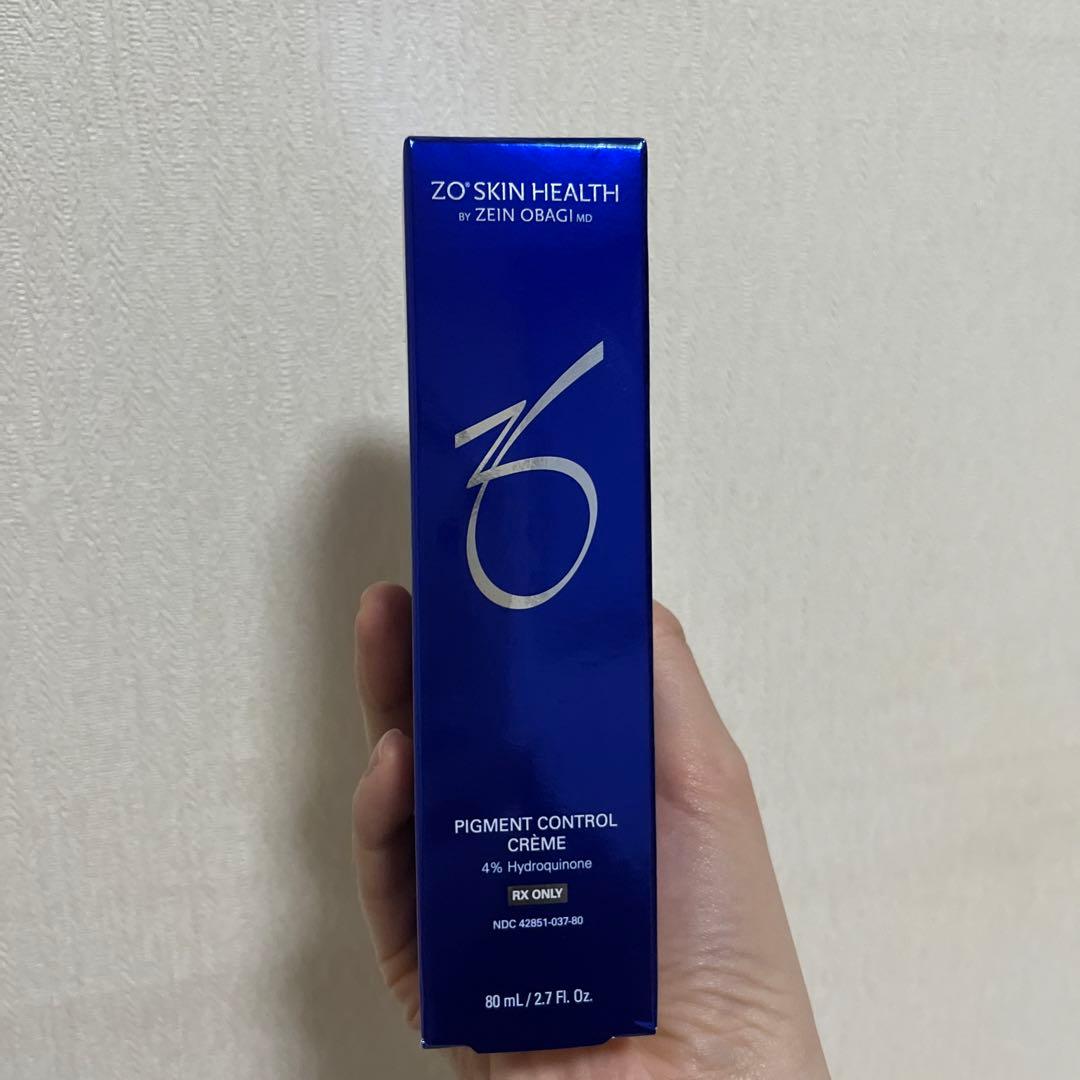 ZO® SKIN HEALTH
BY ZEIN OBAGI MD
ZO
PIGMENT CONTROL
CRÈME
4% Hydroquinone
RX ONLY
NDC 42851-037-80
80 mL / 2.7 Fl. Oz.